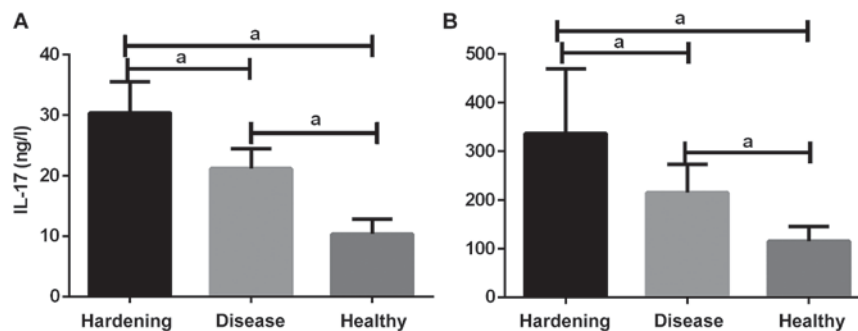 A
IL-17 (ng/l)
40
30
20
10
0
a
a
a
Hardening Disease Healthy
B
500
400
300
200
100
0
a
a
a
Hardening Disease Healthy